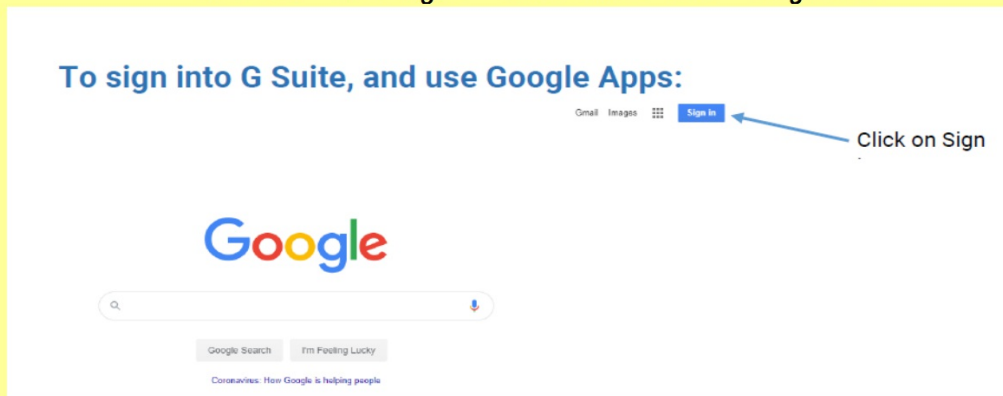 To sign into G Suite, and use Google Apps:
Gmail Images Sign in
Click on Sign
Google
Google Search I'm Feeling Lucky
Coronavirus: How Google is helping people